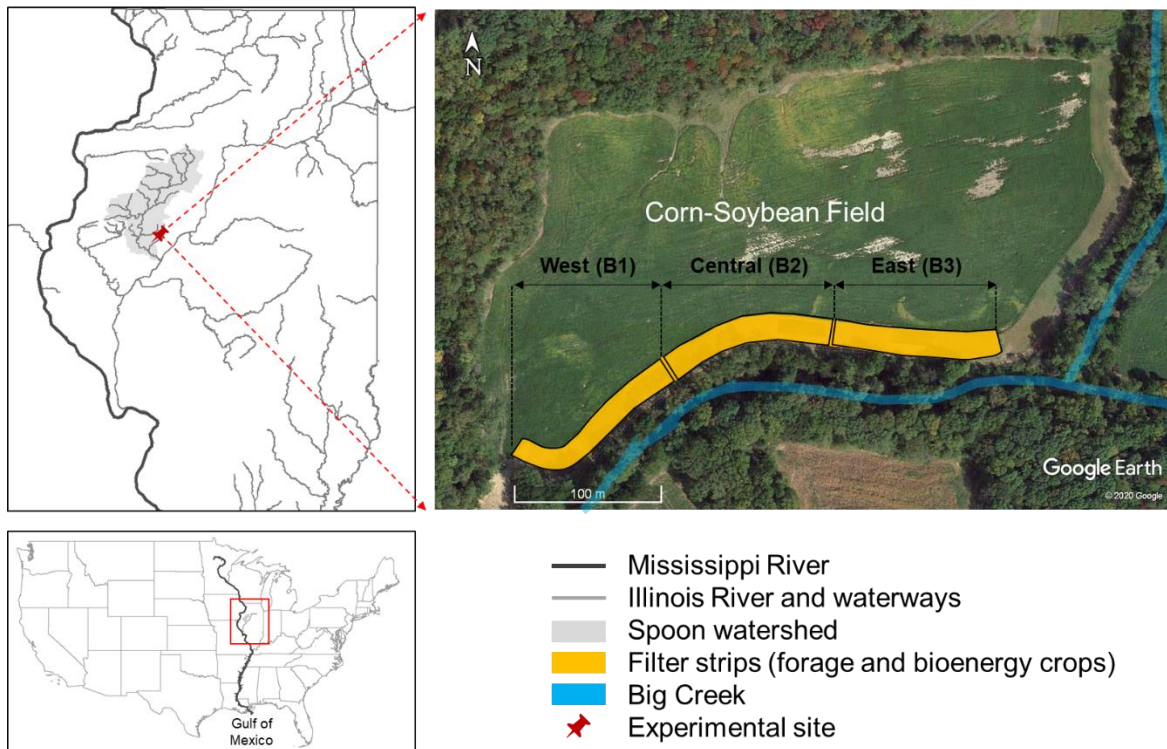 N
Corn-Soybean Field
West (B1)
Central (B2)
East (B3)
100 m
Google Earth
© 2020 Google
Gulf of
Mexico
Mississippi River
Illinois River and waterways
Spoon watershed
Filter strips (forage and bioenergy crops)
Big Creek
Experimental site